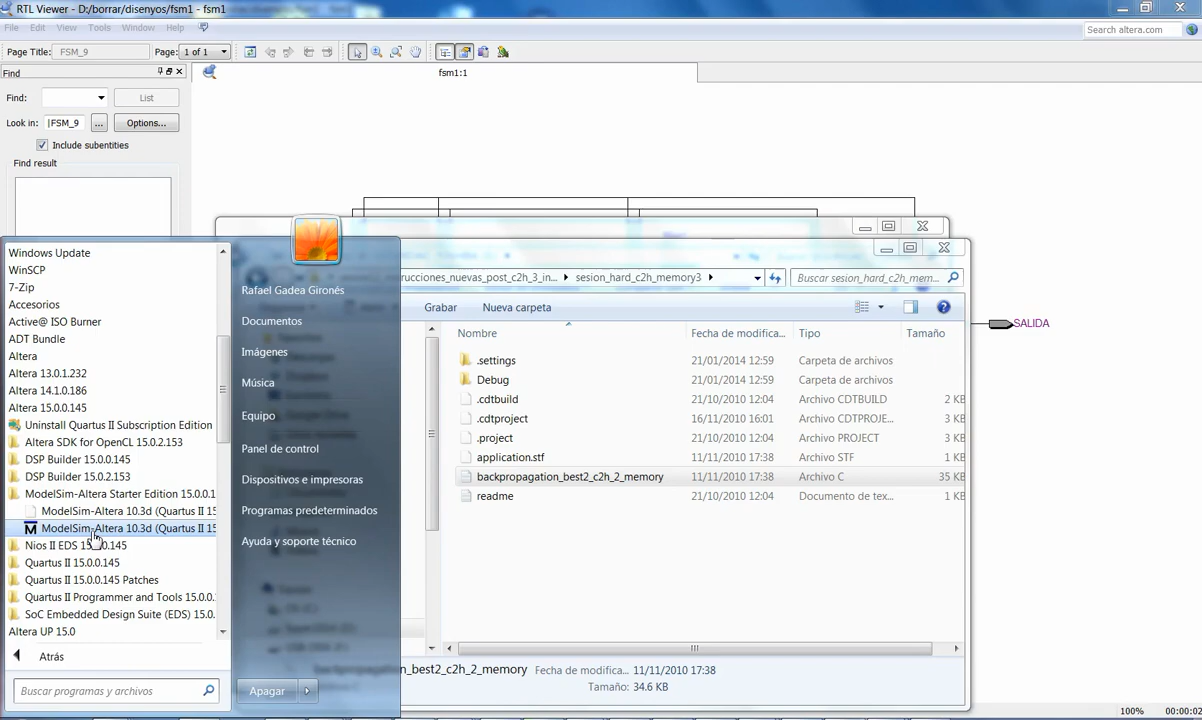 RTL Viewer - D:/borrar/disenyos/fsm1 - fsm1
File Edit View Tools Window Help
Search altera.com
Page Title: FSM_9 Page: 1 of 1
Find
fsm1:1
Find: List
Look in: |FSM_9 ... Options...
Include subentities
Find result
SALIDA
Windows Update
WinSCP
7-Zip
Accesorios
Active@ ISO Burner
ADT Bundle
Altera
Altera 13.0.1.232
Altera 14.1.0.186
Altera 15.0.0.145
Uninstall Quartus II Subscription Edition
Altera SDK for OpenCL 15.0.2.153
DSP Builder 15.0.0.145
DSP Builder 15.0.2.153
ModelSim-Altera Starter Edition 15.0.0.1
ModelSim-Altera 10.3d (Quartus II 15
ModelSim-Altera 10.3d (Quartus II 15
Nios II EDS 15.0.0.145
Quartus II 15.0.0.145
Quartus II 15.0.0.145 Patches
Quartus II Programmer and Tools 15.0.0.
SoC Embedded Design Suite (EDS) 15.0.
Altera UP 15.0
Atrás
Buscar programas y archivos
Rafael Gadea Gironés
Documentos
Imágenes
Música
Equipo
Panel de control
Dispositivos e impresoras
Programas predeterminados
Ayuda y soporte técnico
Apagar
rucciones_nuevas_post_c2h_3_in... sesion_hard_c2h_memory3 Buscar sesion_hard_c2h_mem...
Grabar Nueva carpeta
Nombre Fecha de modifica... Tipo Tamaño
.settings 21/01/2014 12:59 Carpeta de archivos
Debug 21/01/2014 12:59 Carpeta de archivos
.cdtbuild 21/10/2010 12:04 Archivo CDTBUILD 2 KB
.cdtproject 16/11/2010 16:01 Archivo CDTPROJE... 3 KB
.project 21/10/2010 12:04 Archivo PROJECT 3 KB
application.stf 11/11/2010 17:38 Archivo STF 1 KB
backpropagation_best2_c2h_2_memory 11/11/2010 17:38 Archivo C 35 KB
readme 21/10/2010 12:04 Documento de tex... 1 KB
backpropagation_best2_c2h_2_memory Fecha de modifica... 11/11/2010 17:38
Tamaño: 34.6 KB
100% 00:00:02